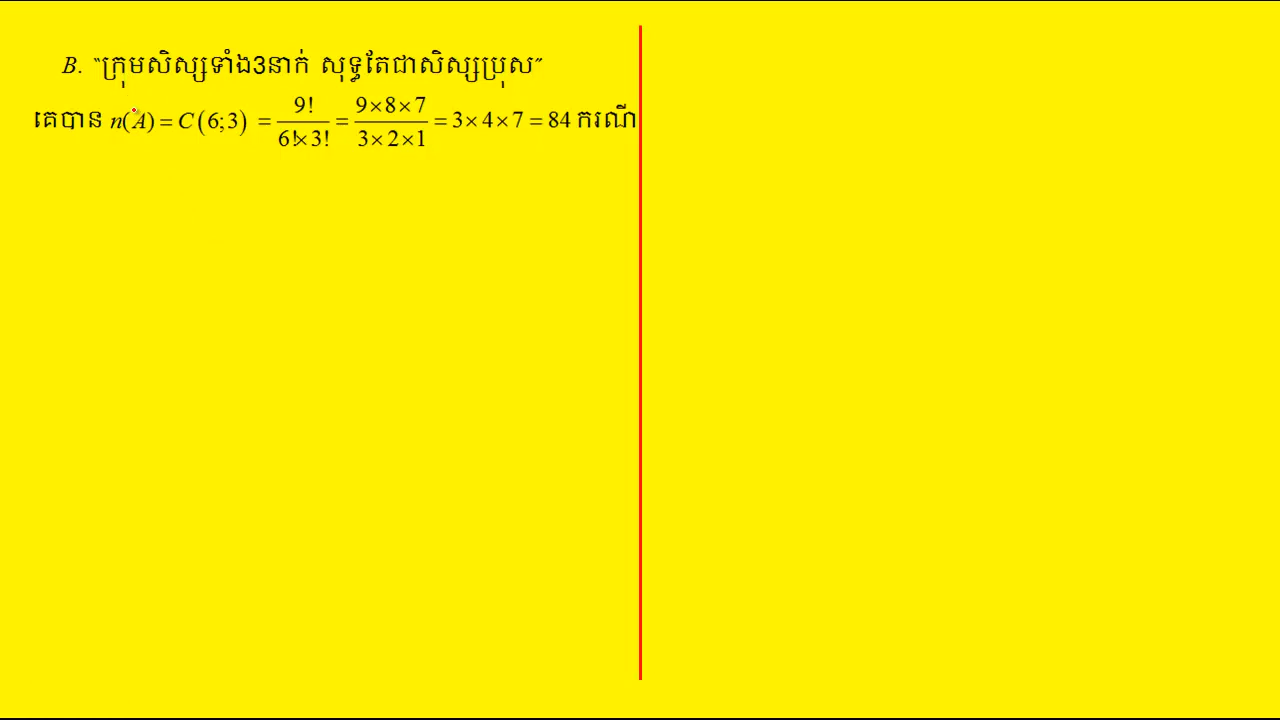 B. “ក្រុមសិស្សទាំង3នាក់ សុទ្ធតែជាសិស្សប្រុស”
គេបាន n(A) = C(6;3) = 9!/(6!×3!) = (9×8×7)/(3×2×1) = 3×4×7 = 84 ករណី